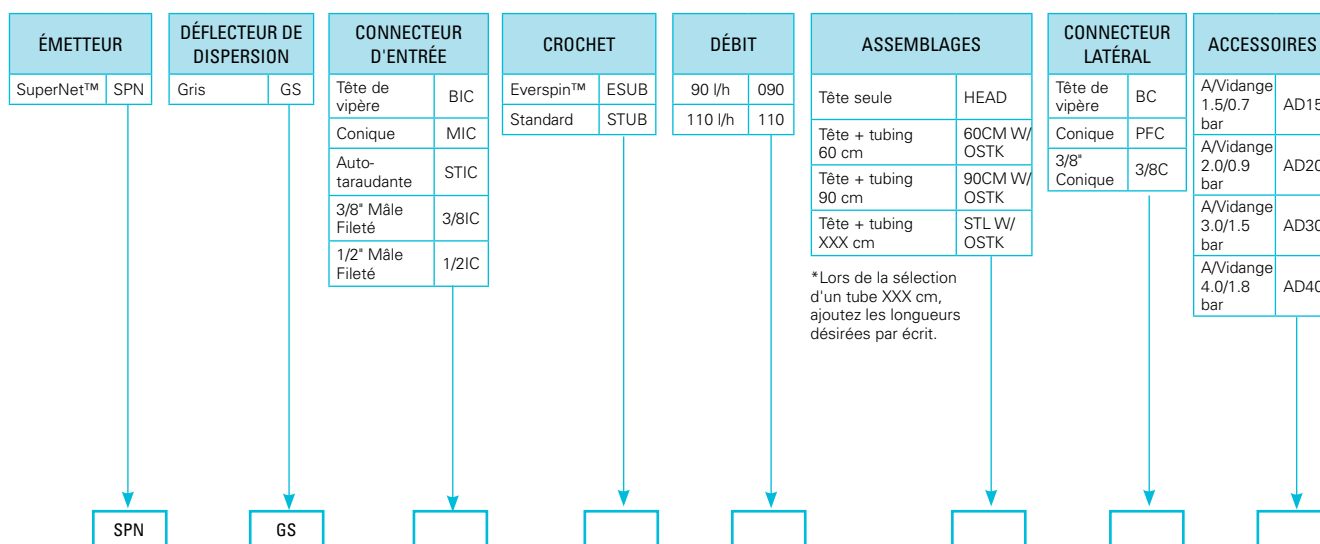 ÉMETTEUR
SuperNet™ SPN
DÉFLECTEUR DE
DISPERSION
Gris GS
CONNECTEUR
D'ENTRÉE
Tête de
vipère BIC
Conique MIC
Auto-
taraudante STIC
3/8" Mâle
Fileté 3/8IC
1/2" Mâle
Fileté 1/2IC
CROCHET
Everspin™ ESUB
Standard STUB
DÉBIT
90 l/h 090
110 l/h 110
ASSEMBLAGES
Tête seule HEAD
Tête + tubing
60 cm
60CM W/
OSTK
Tête + tubing
90 cm
90CM W/
OSTK
Tête + tubing
XXX cm
STL W/
OSTK
*Lors de la sélection
d'un tube XXX cm,
ajoutez les longueurs
désirées par écrit.
CONNECTEUR
LATÉRAL
Tête de
vipère BC
Conique PFC
3/8"
Conique 3/8C
ACCESSOIRES
A/Vidange
1.5/0.7
bar
AD15
A/Vidange
2.0/0.9
bar
AD20
A/Vidange
3.0/1.5
bar
AD30
A/Vidange
4.0/1.8
bar
AD40
SPN GS